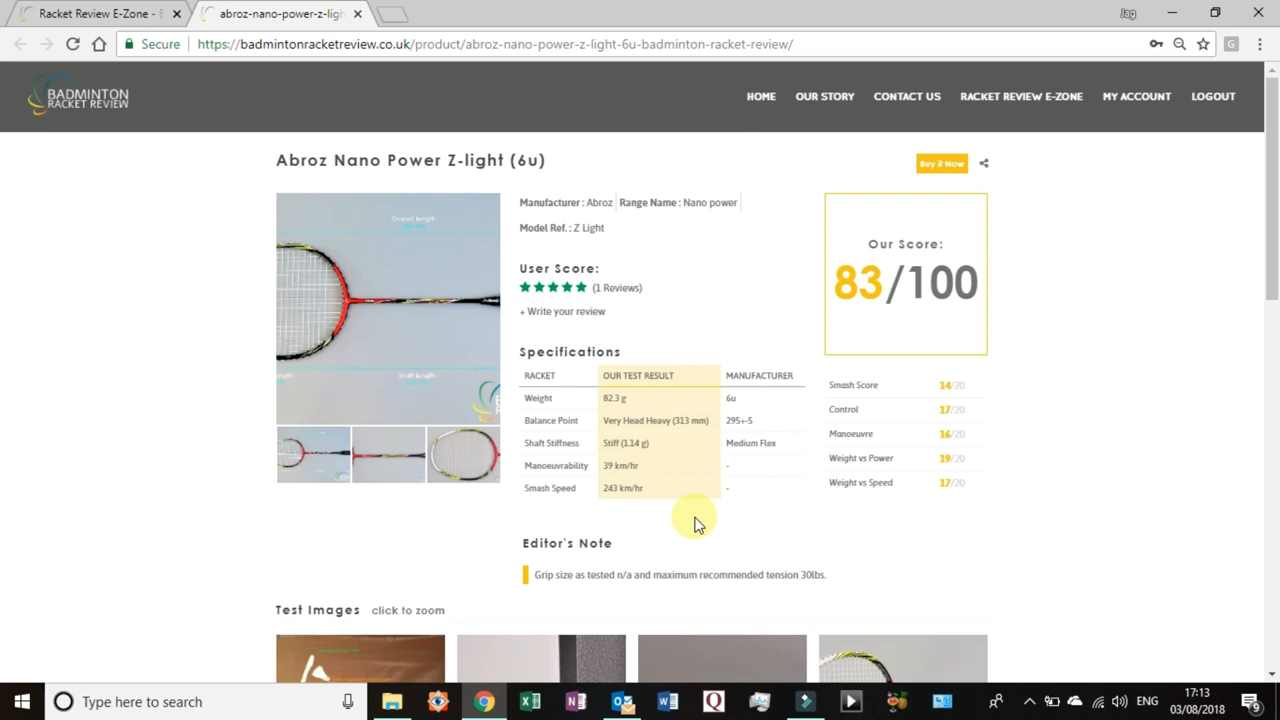 Racket Review E-Zone - B
abroz-nano-power-z-ligh
Jag
Secure
https://badmintonracketreview.co.uk/product/abroz-nano-power-z-light-6u-badminton-racket-review/
G
BADMINTON
RACKET REVIEW
HOME OUR STORY CONTACT US RACKET REVIEW E-ZONE MY ACCOUNT LOGOUT
Abroz Nano Power Z-light (6u)
Buy it Now
Overall length
Shaft length
Manufacturer : Abroz Range Name : Nano power
Model Ref. : Z Light
User Score:
(1 Reviews)
+ Write your review
Our Score:
83/100
Specifications
RACKET OUR TEST RESULT MANUFACTURER
Weight 82.3 g 6u
Balance Point Very Head Heavy (313 mm) 295+-5
Shaft Stiffness Stiff (1.14 g) Medium Flex
Manoeuvrability 39 km/hr -
Smash Speed 243 km/hr -
Smash Score 14/20
Control 17/20
Manoeuvre 16/20
Weight vs Power 19/20
Weight vs Speed 17/20
Editor's Note
Grip size as tested n/a and maximum recommended tension 30lbs.
Test Images click to zoom
Type here to search
ENG
17:13
03/08/2018